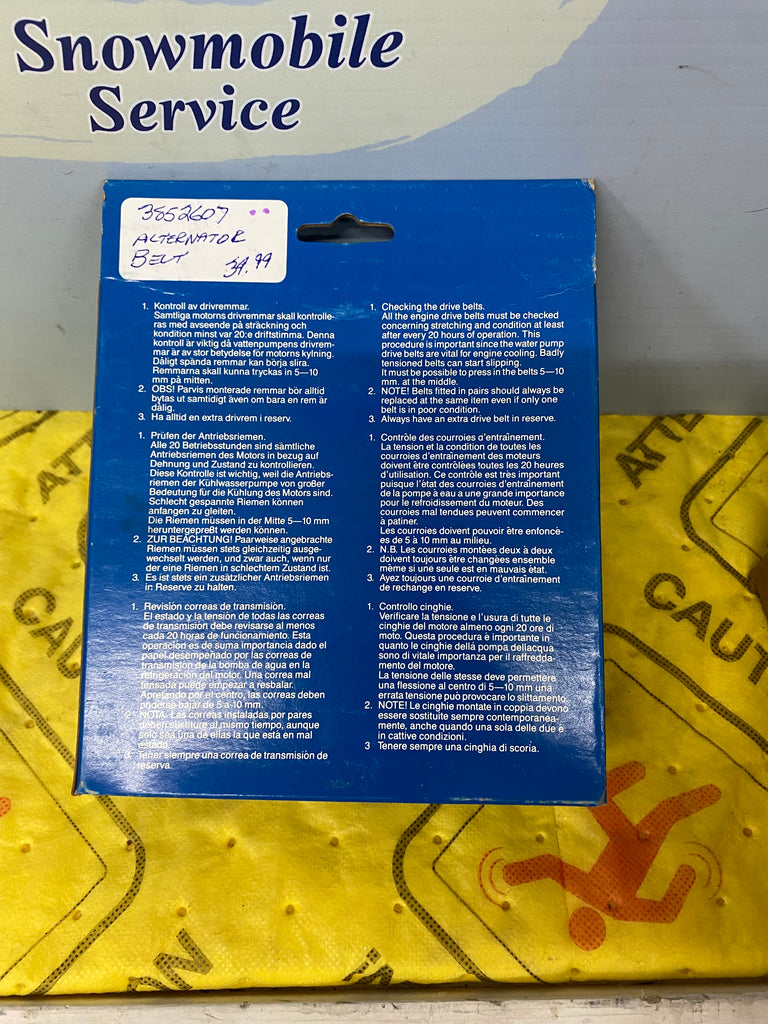 Snowmobile
Service
3852607
ALTERNATOR
BELT 34.99
1. Kontroll av drivremmar.
Samtliga motorns drivremmar skall kontrolle-
ras med avseende på sträckning och
kondition minst var 20:e driftstimma. Denna
kontroll är viktig då vattenpumpens drivrem-
mar är av stor betydelse för motorns kylning.
Dåligt spända remmar kan börja slira.
Remmarna skall kunna tryckas in 5—10
mm på mitten.
2. OBS! Parvis monterade remmar bör alltid
bytas ut samtidigt även om bara en rem är
dålig.
3. Ha alltid en extra drivrem i reserv.
1. Checking the drive belts.
All the engine drive belts must be checked
concerning stretching and condition at least
after every 20 hours of operation. This
procedure is important since the water pump
drive belts are vital for engine cooling. Badly
tensioned belts can start slipping.
It must be possible to press in the belts 5—10
mm. at the middle.
2. NOTE! Belts fitted in pairs should always be
replaced at the same item even if only one
belt is in poor condition.
3. Always have an extra drive belt in reserve.
1. Prüfen der Antriebsriemen.
Alle 20 Betriebsstunden sind sämtliche
Antriebsriemen des Motors in bezug auf
Dehnung und Zustand zu kontrollieren.
Diese Kontrolle ist wichtig, weil die Antriebs-
riemen der Kühlwasserpumpe von großer
Bedeutung für die Kühlung des Motors sind.
Schlecht gespannte Riemen können
anfangen zu gleiten.
Die Riemen müssen in der Mitte 5—10 mm
heruntergepreßt werden können.
2. ZUR BEACHTUNG! Paarweise angebrachte
Riemen müssen stets gleichzeitig ausge-
wechselt werden, und zwar auch, wenn nur
der eine Riemen in schlechtem Zustand ist.
3. Es ist stets ein zusätzlicher Antriebsriemen
in Reserve zu halten.
1. Contrôle des courroies d'entraînement.
La tension et la condition de toutes les
courroies d'entraînement des moteurs
doivent être contrôlées toutes les 20 heures
d'utilisation. Ce contrôle est très important
puisque l'état des courroies d'entraînement
de la pompe à eau a une grande importance
pour le refroidissement du moteur. Des
courroies mal tendues peuvent commencer
à patiner.
Les courroies doivent pouvoir être enfoncé-
es de 5 à 10 mm au milieu.
2. N.B. Les courroies montées deux à deux
doivent toujours être changées ensemble
même si une seule est en mauvais état.
3. Ayez toujours une courroie d'entraînement
de rechange en reserve.
1. Revisión correas de transmisión.
El estado y la tensión de todas las correas
de transmisión debe revisarse al menos
cada 20 horas de funcionamiento. Esta
operación es de suma importancia dado el
papel desempeñado por las correas de
transmisión de la bomba de agua en la
refrigeración del motor. Una correa mal
tensada puede empezar a resbalar.
Apretando por el centro, las correas deben
poderse bajar de 5 a 10 mm.
2. NOTA: Las correas instaladas por pares
deben sustituirse al mismo tiempo, aunque
solo sea una de ellas la que está en mal
estado.
3. Tener siempre una correa de transmisión de
reserva.
1. Controllo cinghie.
Verificare la tensione e l'usura di tutte le
cinghie del motore almeno ogni 20 ore di
moto. Questa procedura è importante in
quanto le cinghie della pompa dellacqua
sono di vitale importanza per il raffredda-
mento del motore.
La tensione delle stesse deve permettere
una flessione al centro di 5—10 mm una
errata tensione può provocare lo slittamento.
2. NOTE! Le cinghie montate in coppia devono
essere sostituite sempre contemporanea-
mente, anche quando una sola delle due è
in cattive condizioni.
3 Tenere sempre una cinghia di scoria.
ATTE
CAU
CAUT